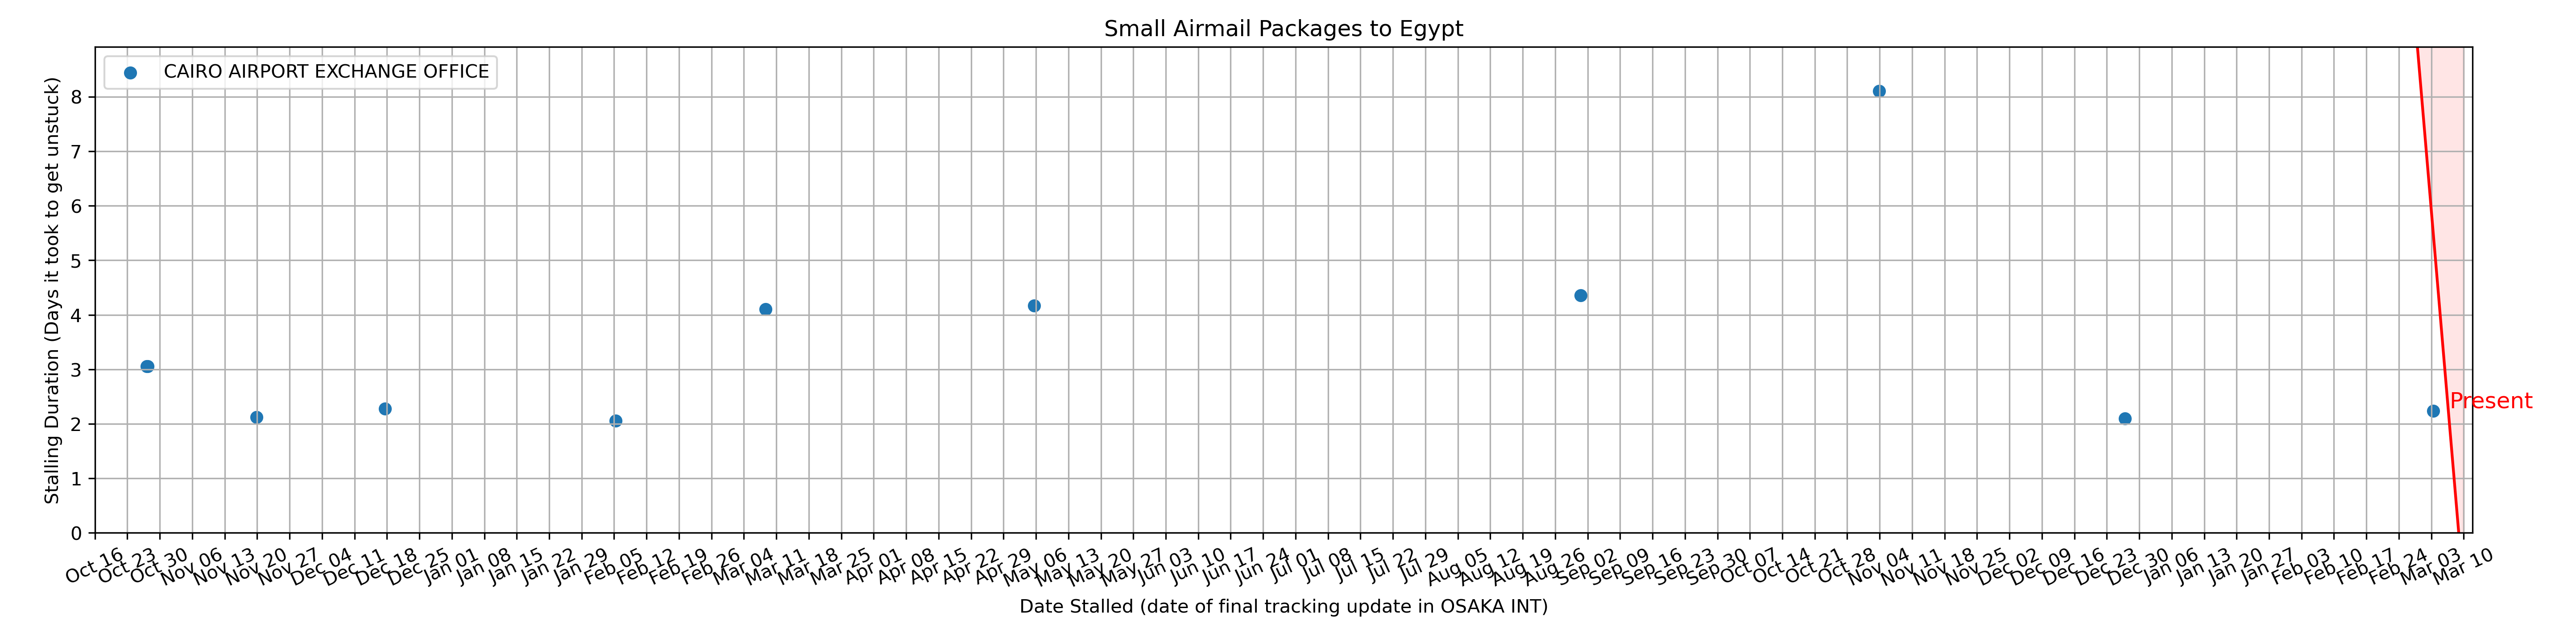 Small Airmail Packages to Egypt
CAIRO AIRPORT EXCHANGE OFFICE
Stalling Duration (Days it took to get unstuck)
8
7
6
5
4
3
2
1
0
Present
Oct 16
Oct 23
Oct 30
Nov 06
Nov 13
Nov 20
Nov 27
Dec 04
Dec 11
Dec 18
Dec 25
Jan 01
Jan 08
Jan 15
Jan 22
Jan 29
Feb 05
Feb 12
Feb 19
Feb 26
Mar 04
Mar 11
Mar 18
Mar 25
Apr 01
Apr 08
Apr 15
Apr 22
Apr 29
May 06
May 13
May 20
May 27
Jun 03
Jun 10
Jun 17
Jun 24
Jul 01
Jul 08
Jul 15
Jul 22
Jul 29
Aug 05
Aug 12
Aug 19
Aug 26
Sep 02
Sep 09
Sep 16
Sep 23
Sep 30
Oct 07
Oct 14
Oct 21
Oct 28
Nov 04
Nov 11
Nov 18
Nov 25
Dec 02
Dec 09
Dec 16
Dec 23
Dec 30
Jan 06
Jan 13
Jan 20
Jan 27
Feb 03
Feb 10
Feb 17
Feb 24
Mar 03
Mar 10
Date Stalled (date of final tracking update in OSAKA INT)